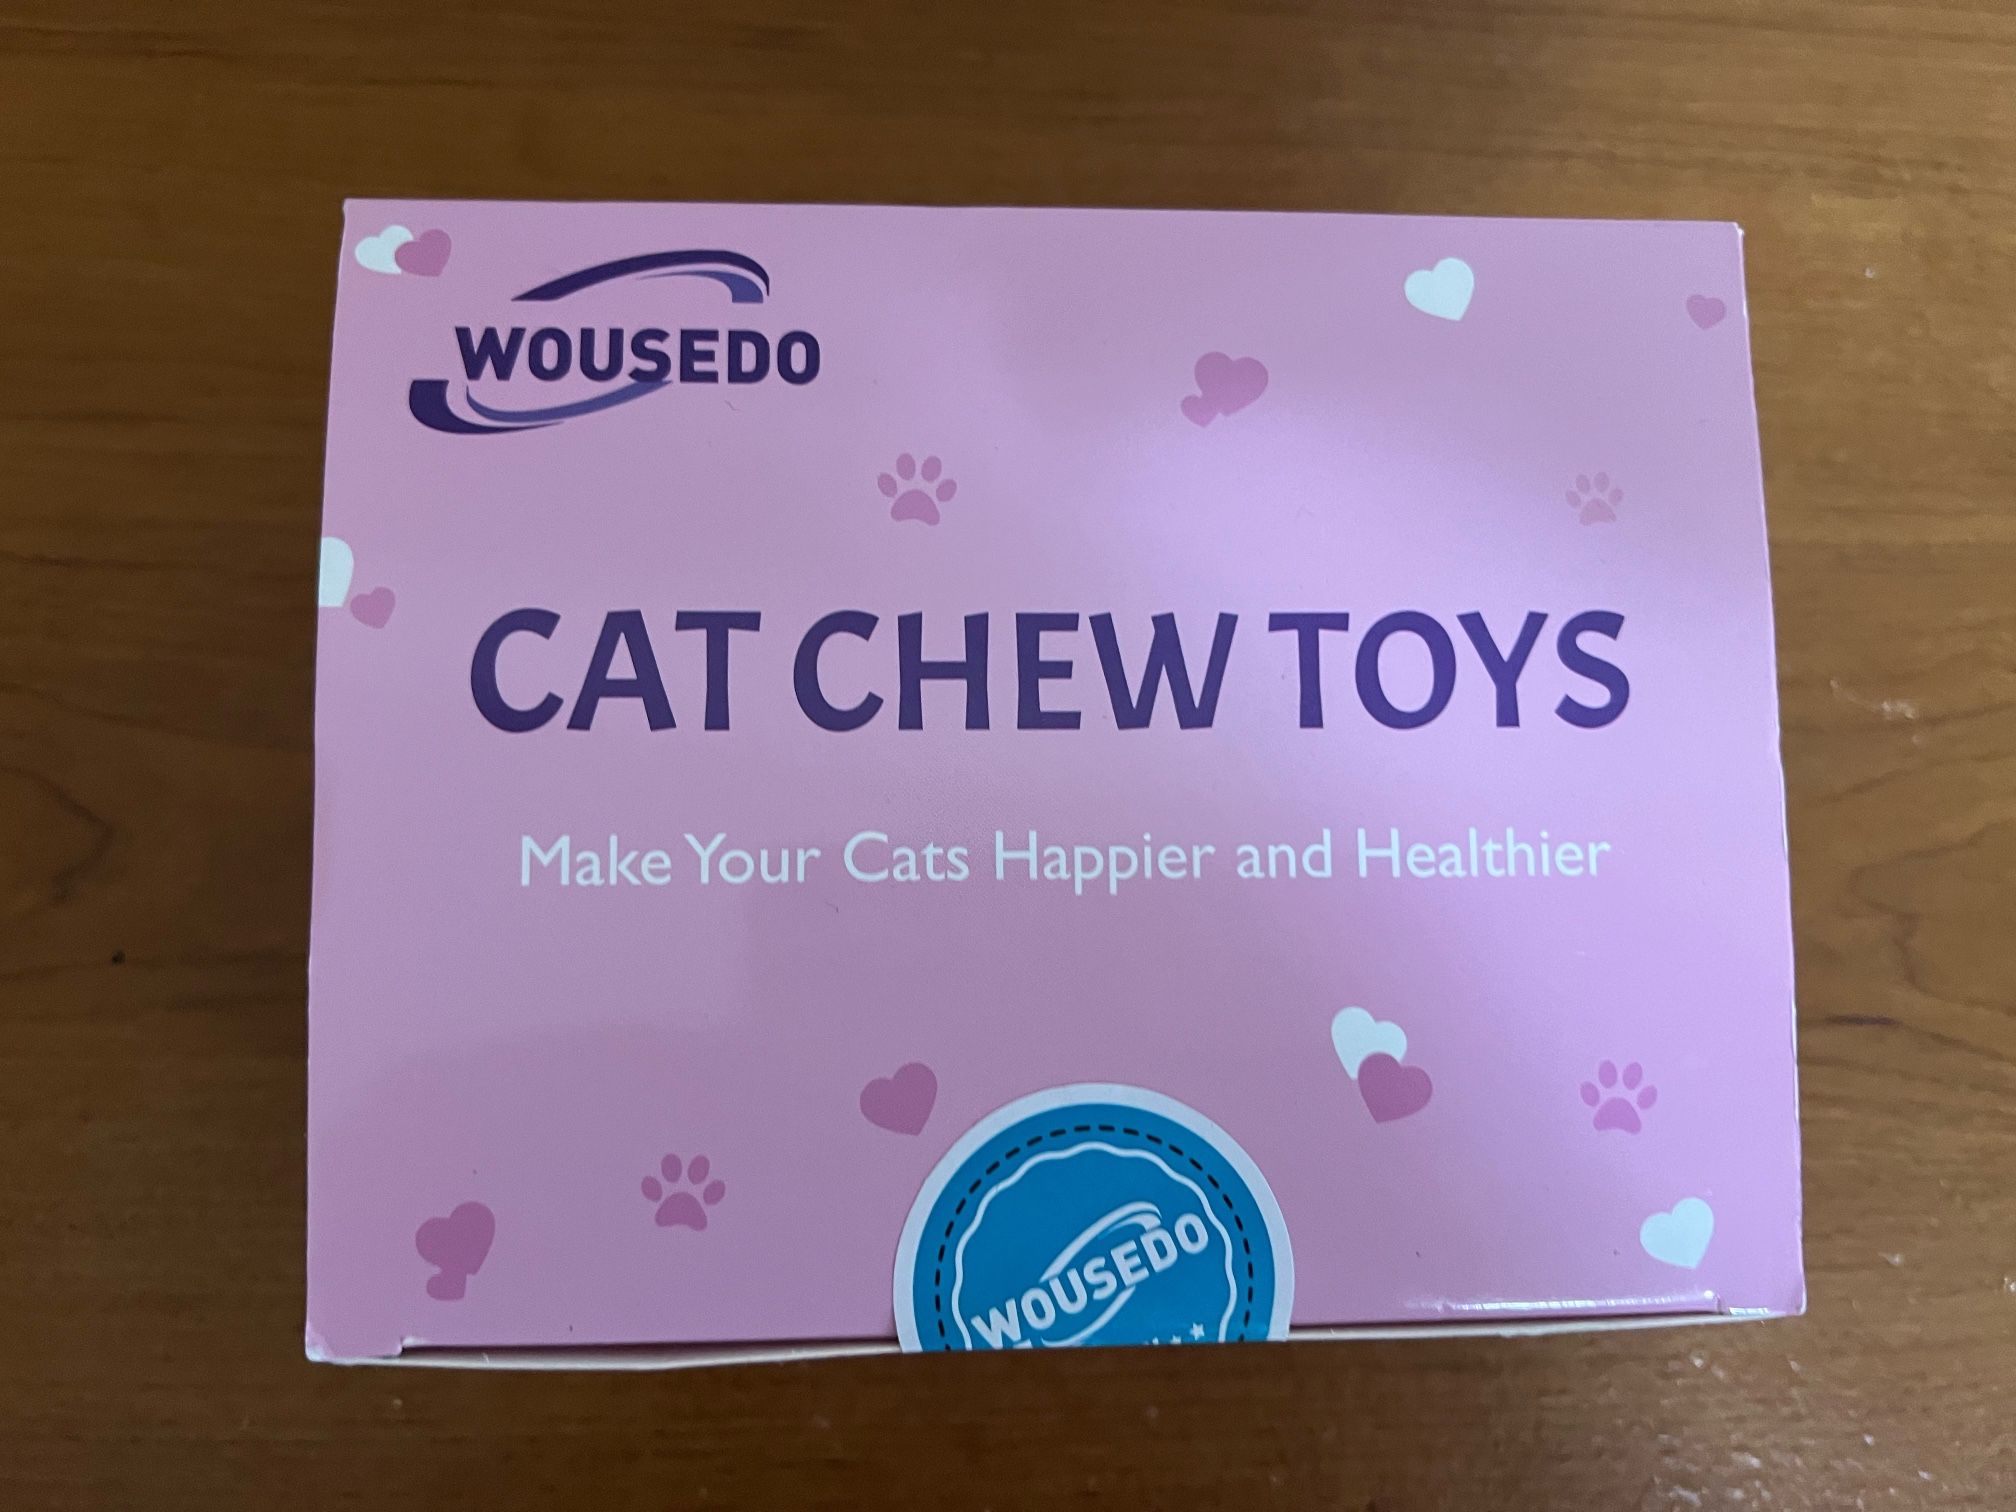 WOUSEDO
CAT CHEW TOYS
Make Your Cats Happier and Healthier
WOUSEDO